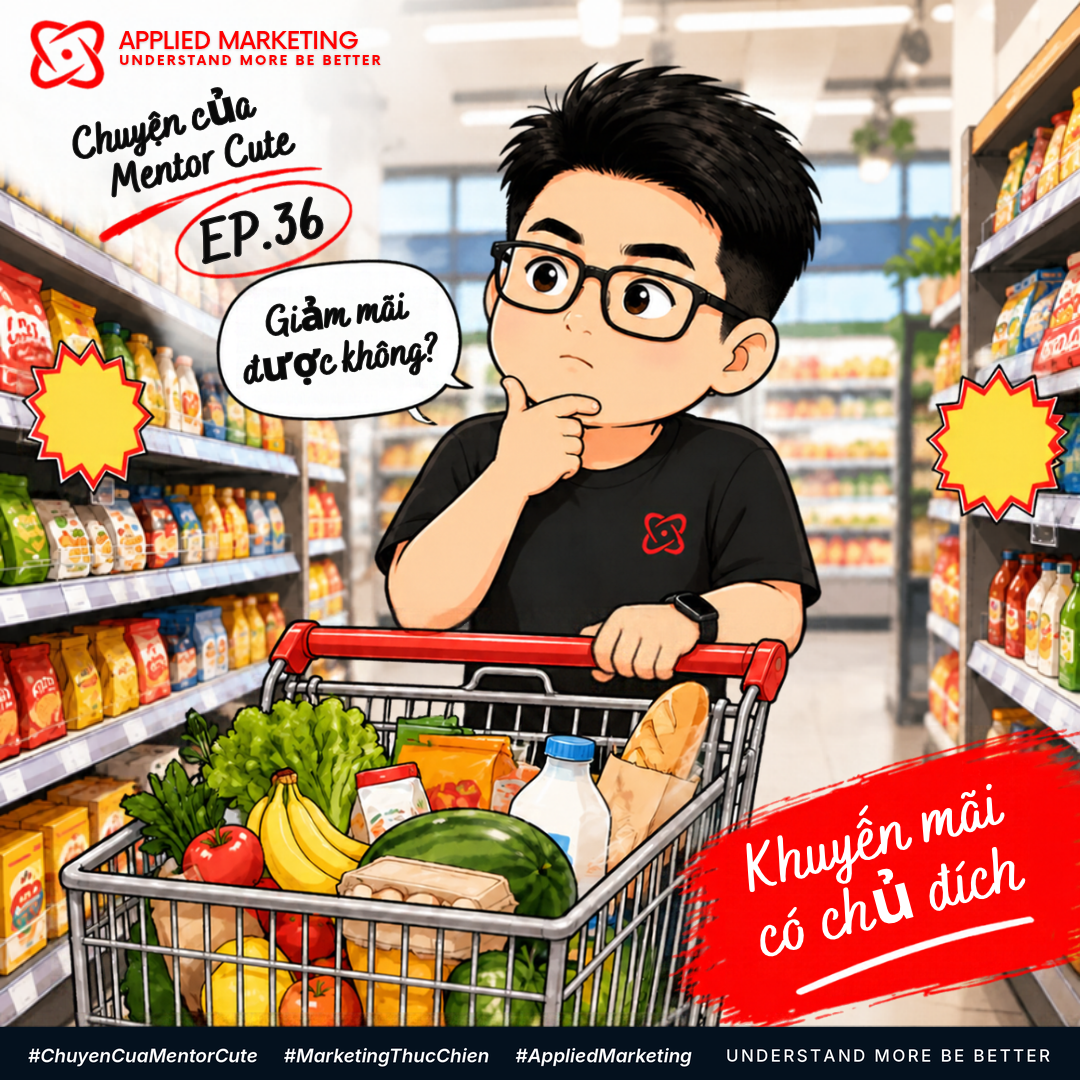 APPLIED MARKETING
UNDERSTAND MORE BE BETTER
Chuyện của
Mentor Cute
EP.36
Giảm mãi
được không?
Khuyến mãi
có chủ đích
#ChuyenCuaMentorCute #MarketingThucChien #AppliedMarketing UNDERSTAND MORE BE BETTER